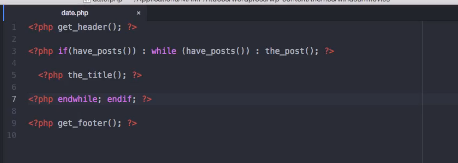 date.php ×
1 <?php get_header(); ?>
2
3 <?php if(have_posts()) : while (have_posts()) : the_post(); ?>
4
5 <?php the_title(); ?>
6
7 <?php endwhile; endif; ?>
8
9 <?php get_footer(); ?>
10